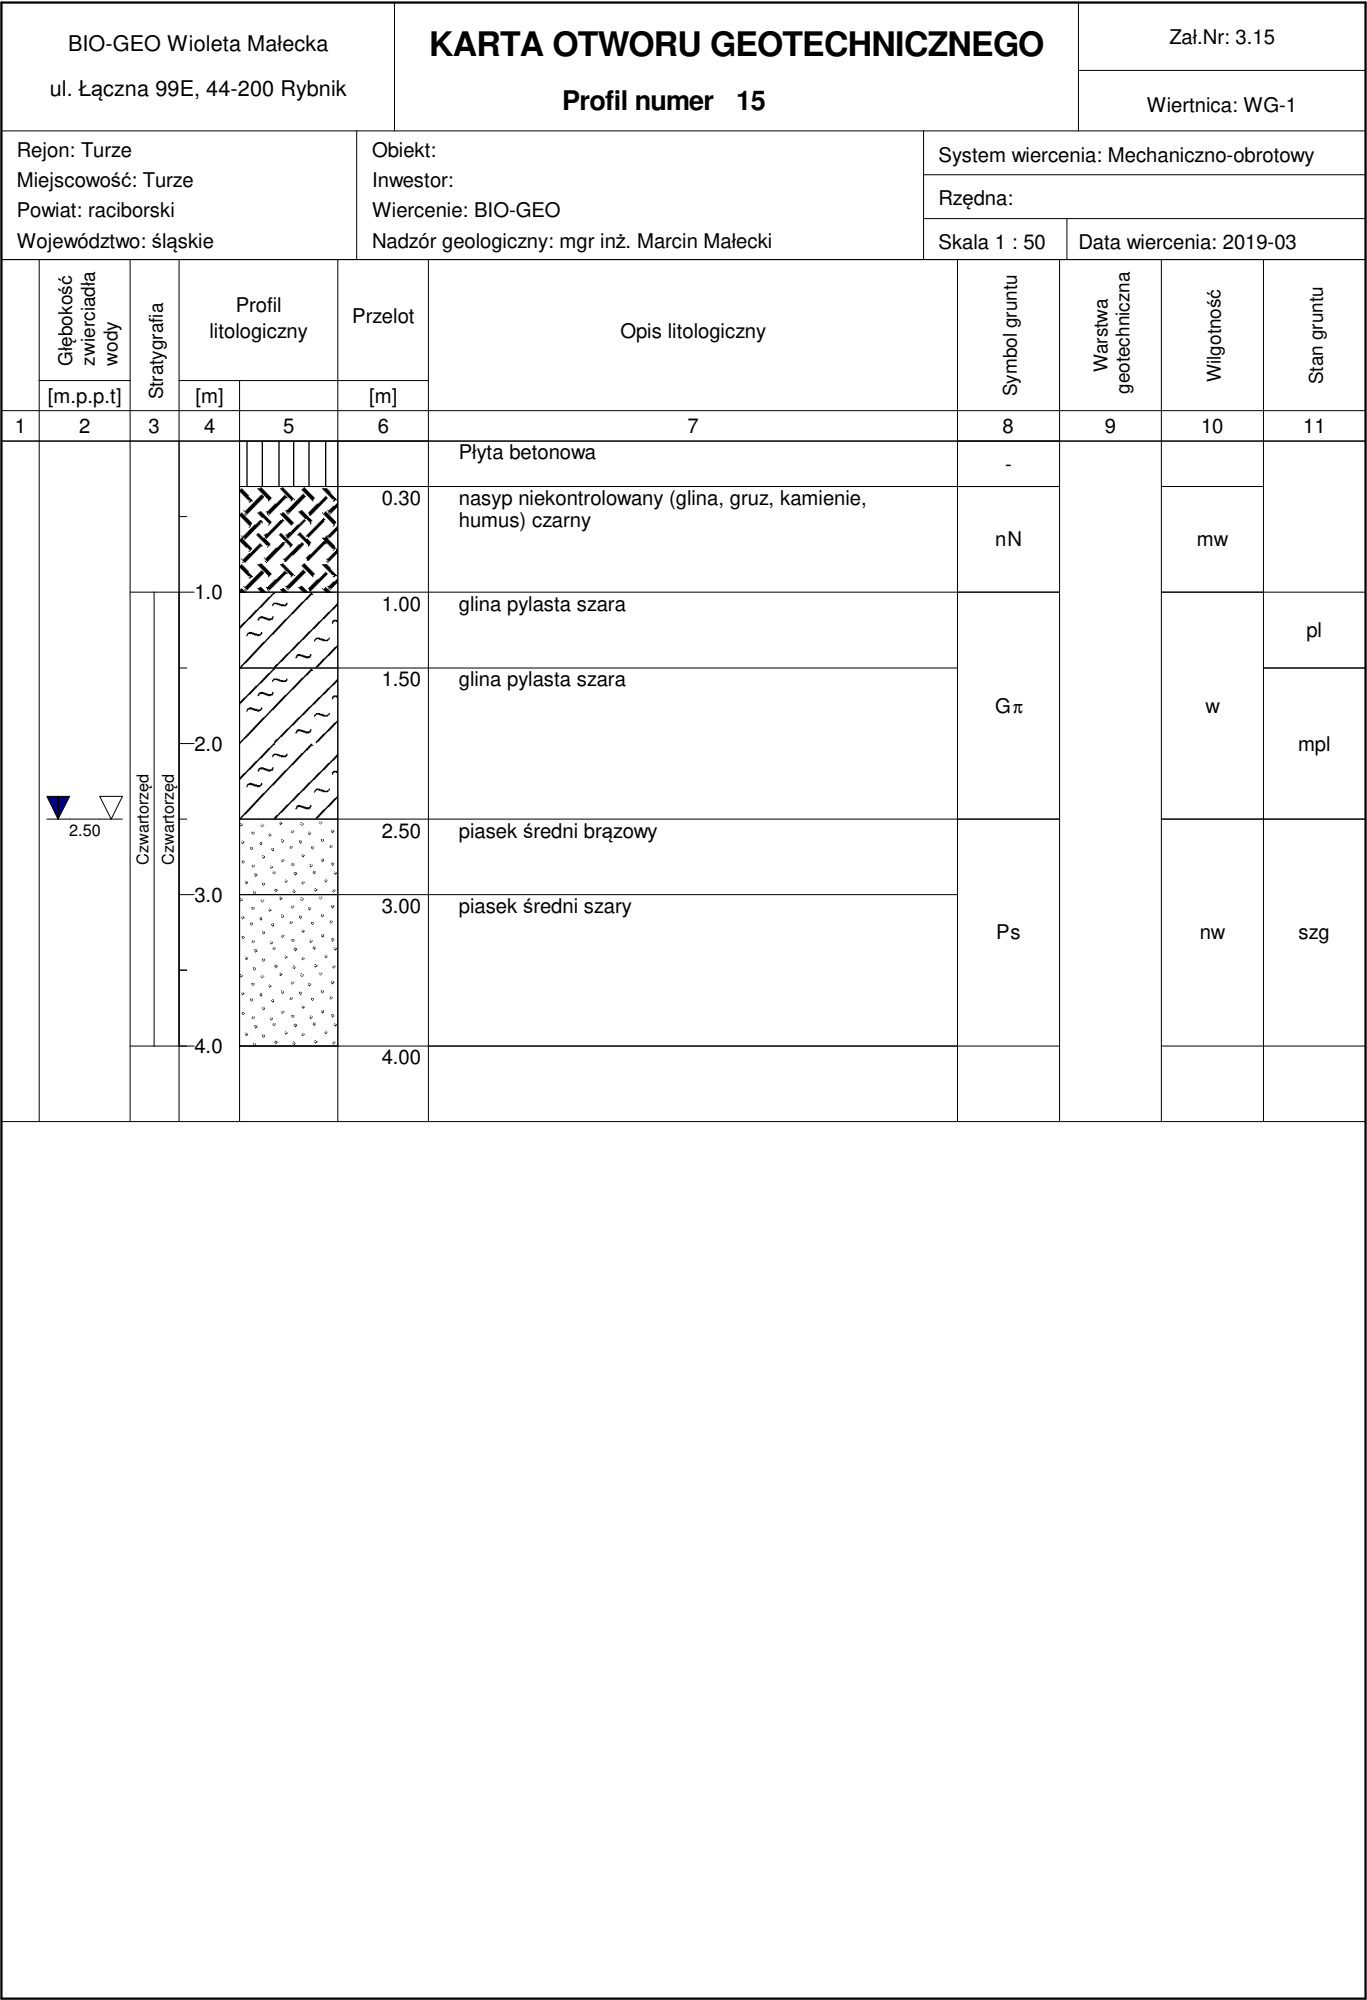 BIO-GEO Wioleta Małecka
ul. Łączna 99E, 44-200 Rybnik
KARTA OTWORU GEOTECHNICZNEGO
Profil numer 15
Zał.Nr: 3.15
Wiertnica: WG-1
Rejon: Turze
Miejscowość: Turze
Powiat: raciborski
Województwo: śląskie
Obiekt:
Inwestor:
Wiercenie: BIO-GEO
Nadzór geologiczny: mgr inż. Marcin Małecki
System wiercenia: Mechaniczno-obrotowy
Rzędna:
Skala 1 : 50
Data wiercenia: 2019-03
Głębokość
zwierciadła
wody
[m.p.p.t]
Stratygrafia
Profil
litologiczny
[m]
Przelot
[m]
Opis litologiczny
Symbol gruntu
Warstwa
geotechniczna
Wilgotność
Stan gruntu
1 2 3 4 5 6 7 8 9 10 11
Płyta betonowa
-
0.30 nasyp niekontrolowany (glina, gruz, kamienie,
humus) czarny
nN mw
1.0 1.00 glina pylasta szara
pl
1.50 glina pylasta szara
Gπ w
2.0
mpl
2.50
Czwartorzęd
Czwartorzęd
2.50 piasek średni brązowy
3.0 3.00 piasek średni szary
Ps nw szg
4.0
4.00